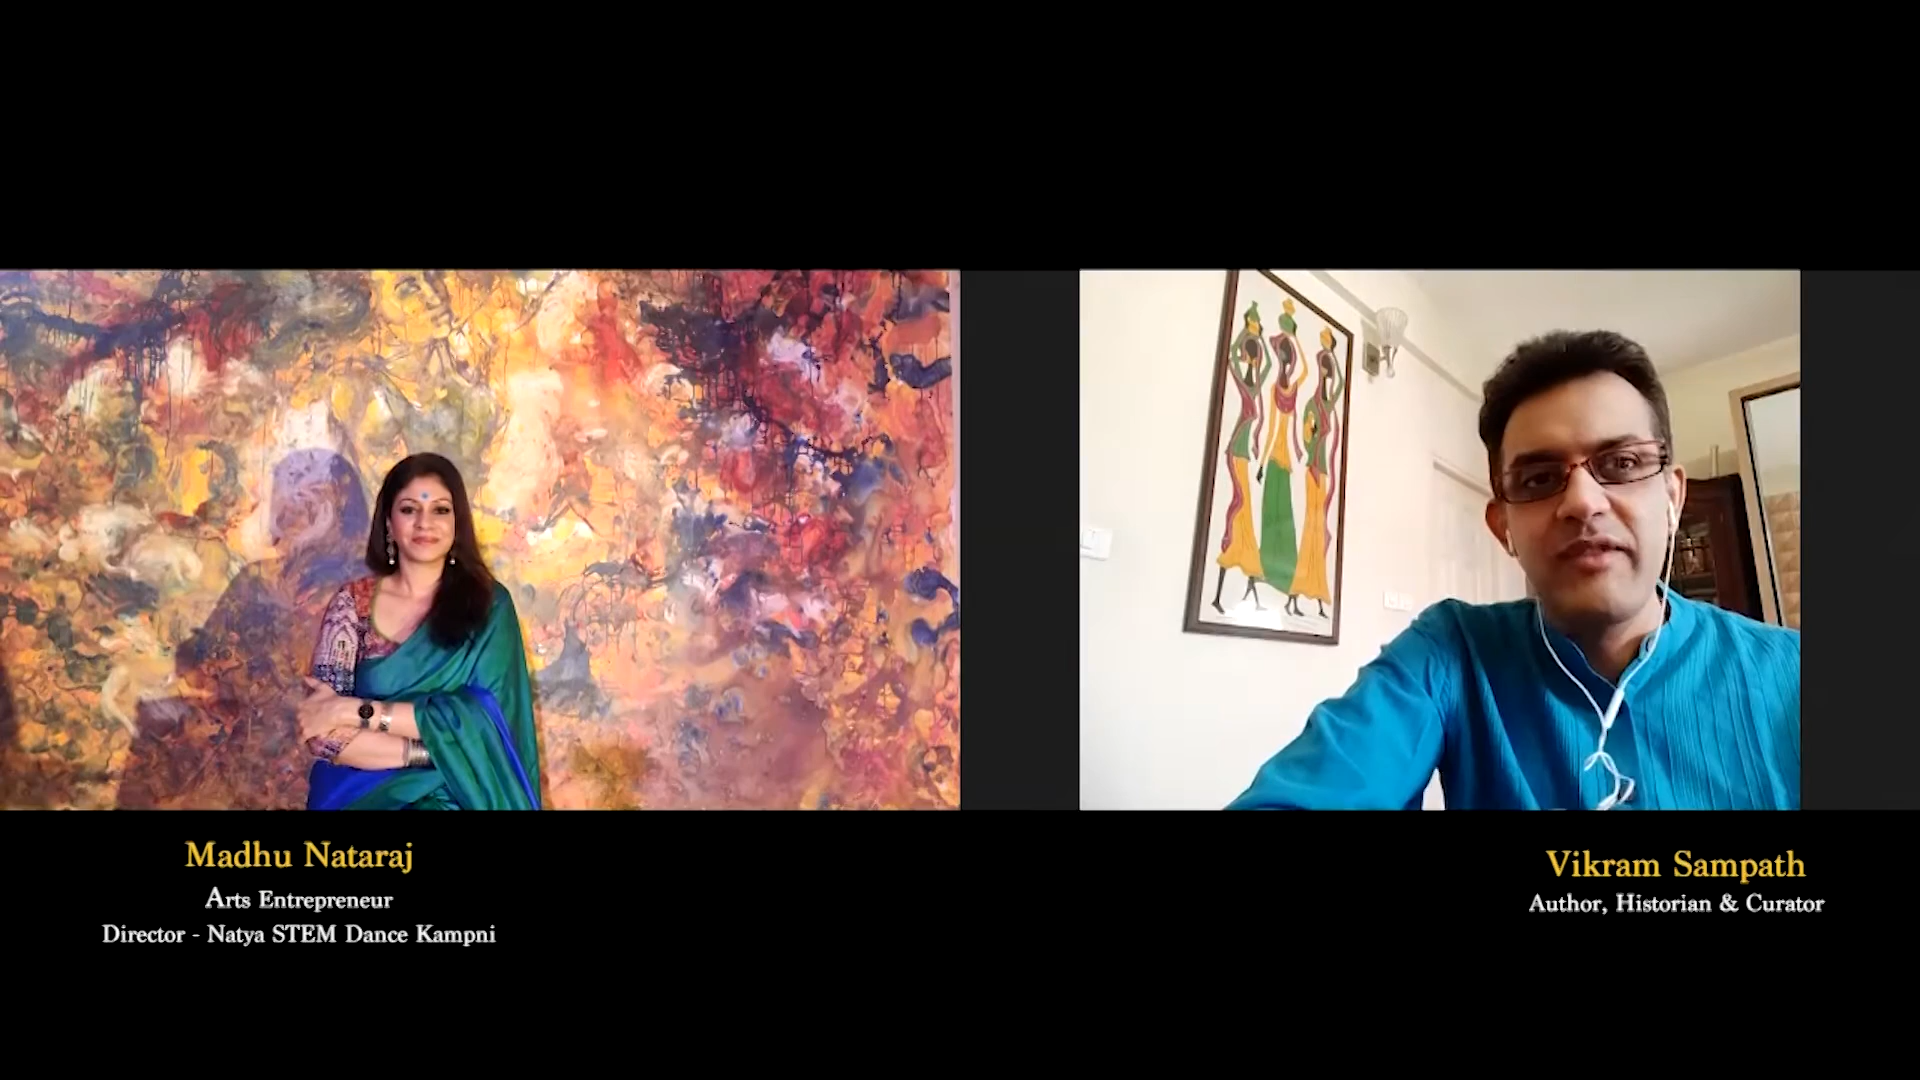 Madhu Nataraj
Arts Entrepreneur
Director - Natya STEM Dance Kampni
Vikram Sampath
Author, Historian & Curator